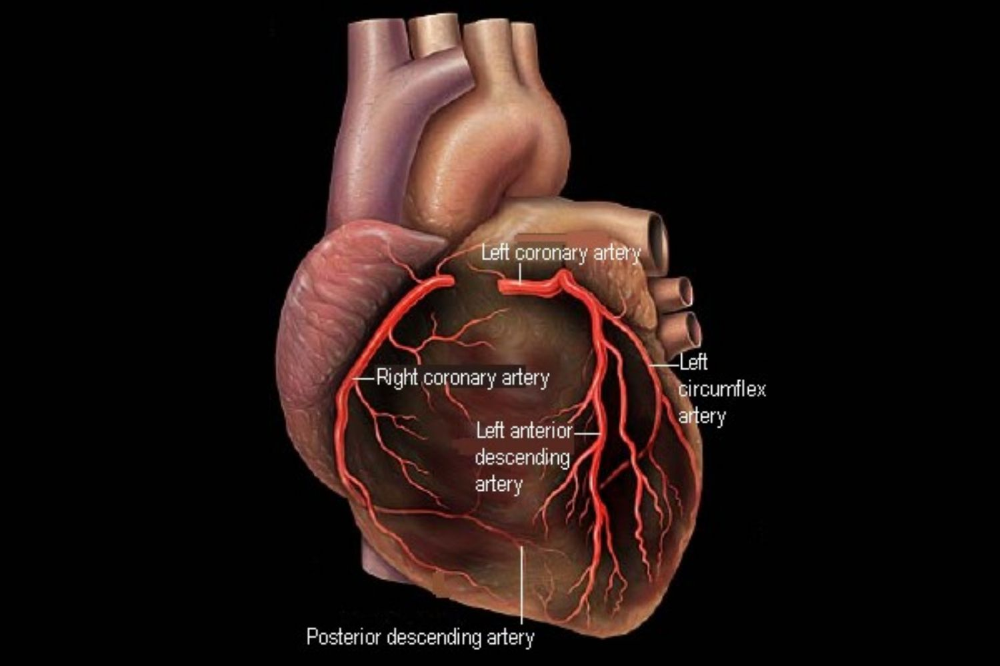 Left coronary artery
Left
circumflex
artery
Right coronary artery
Left anterior
descending
artery
Posterior descending artery